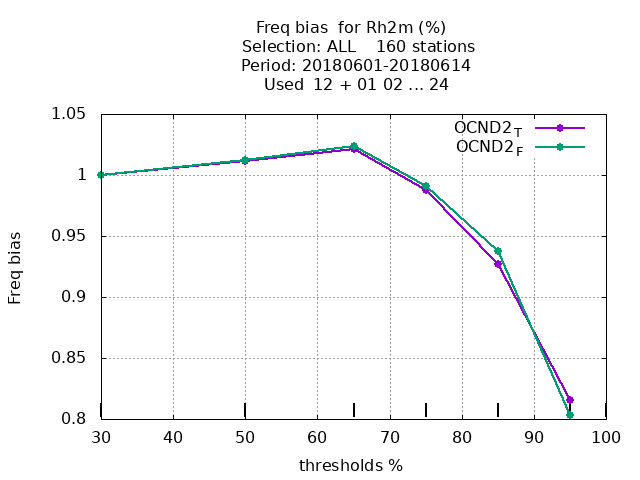 Freq bias  for Rh2m (%)
Selection: ALL    160 stations
Period: 20180601-20180614
Used  12 + 01 02 ... 24
OCND2T
OCND2F
1.05
1
0.95
0.9
0.85
0.8
Freq bias
30 40 50 60 70 80 90 100
thresholds %